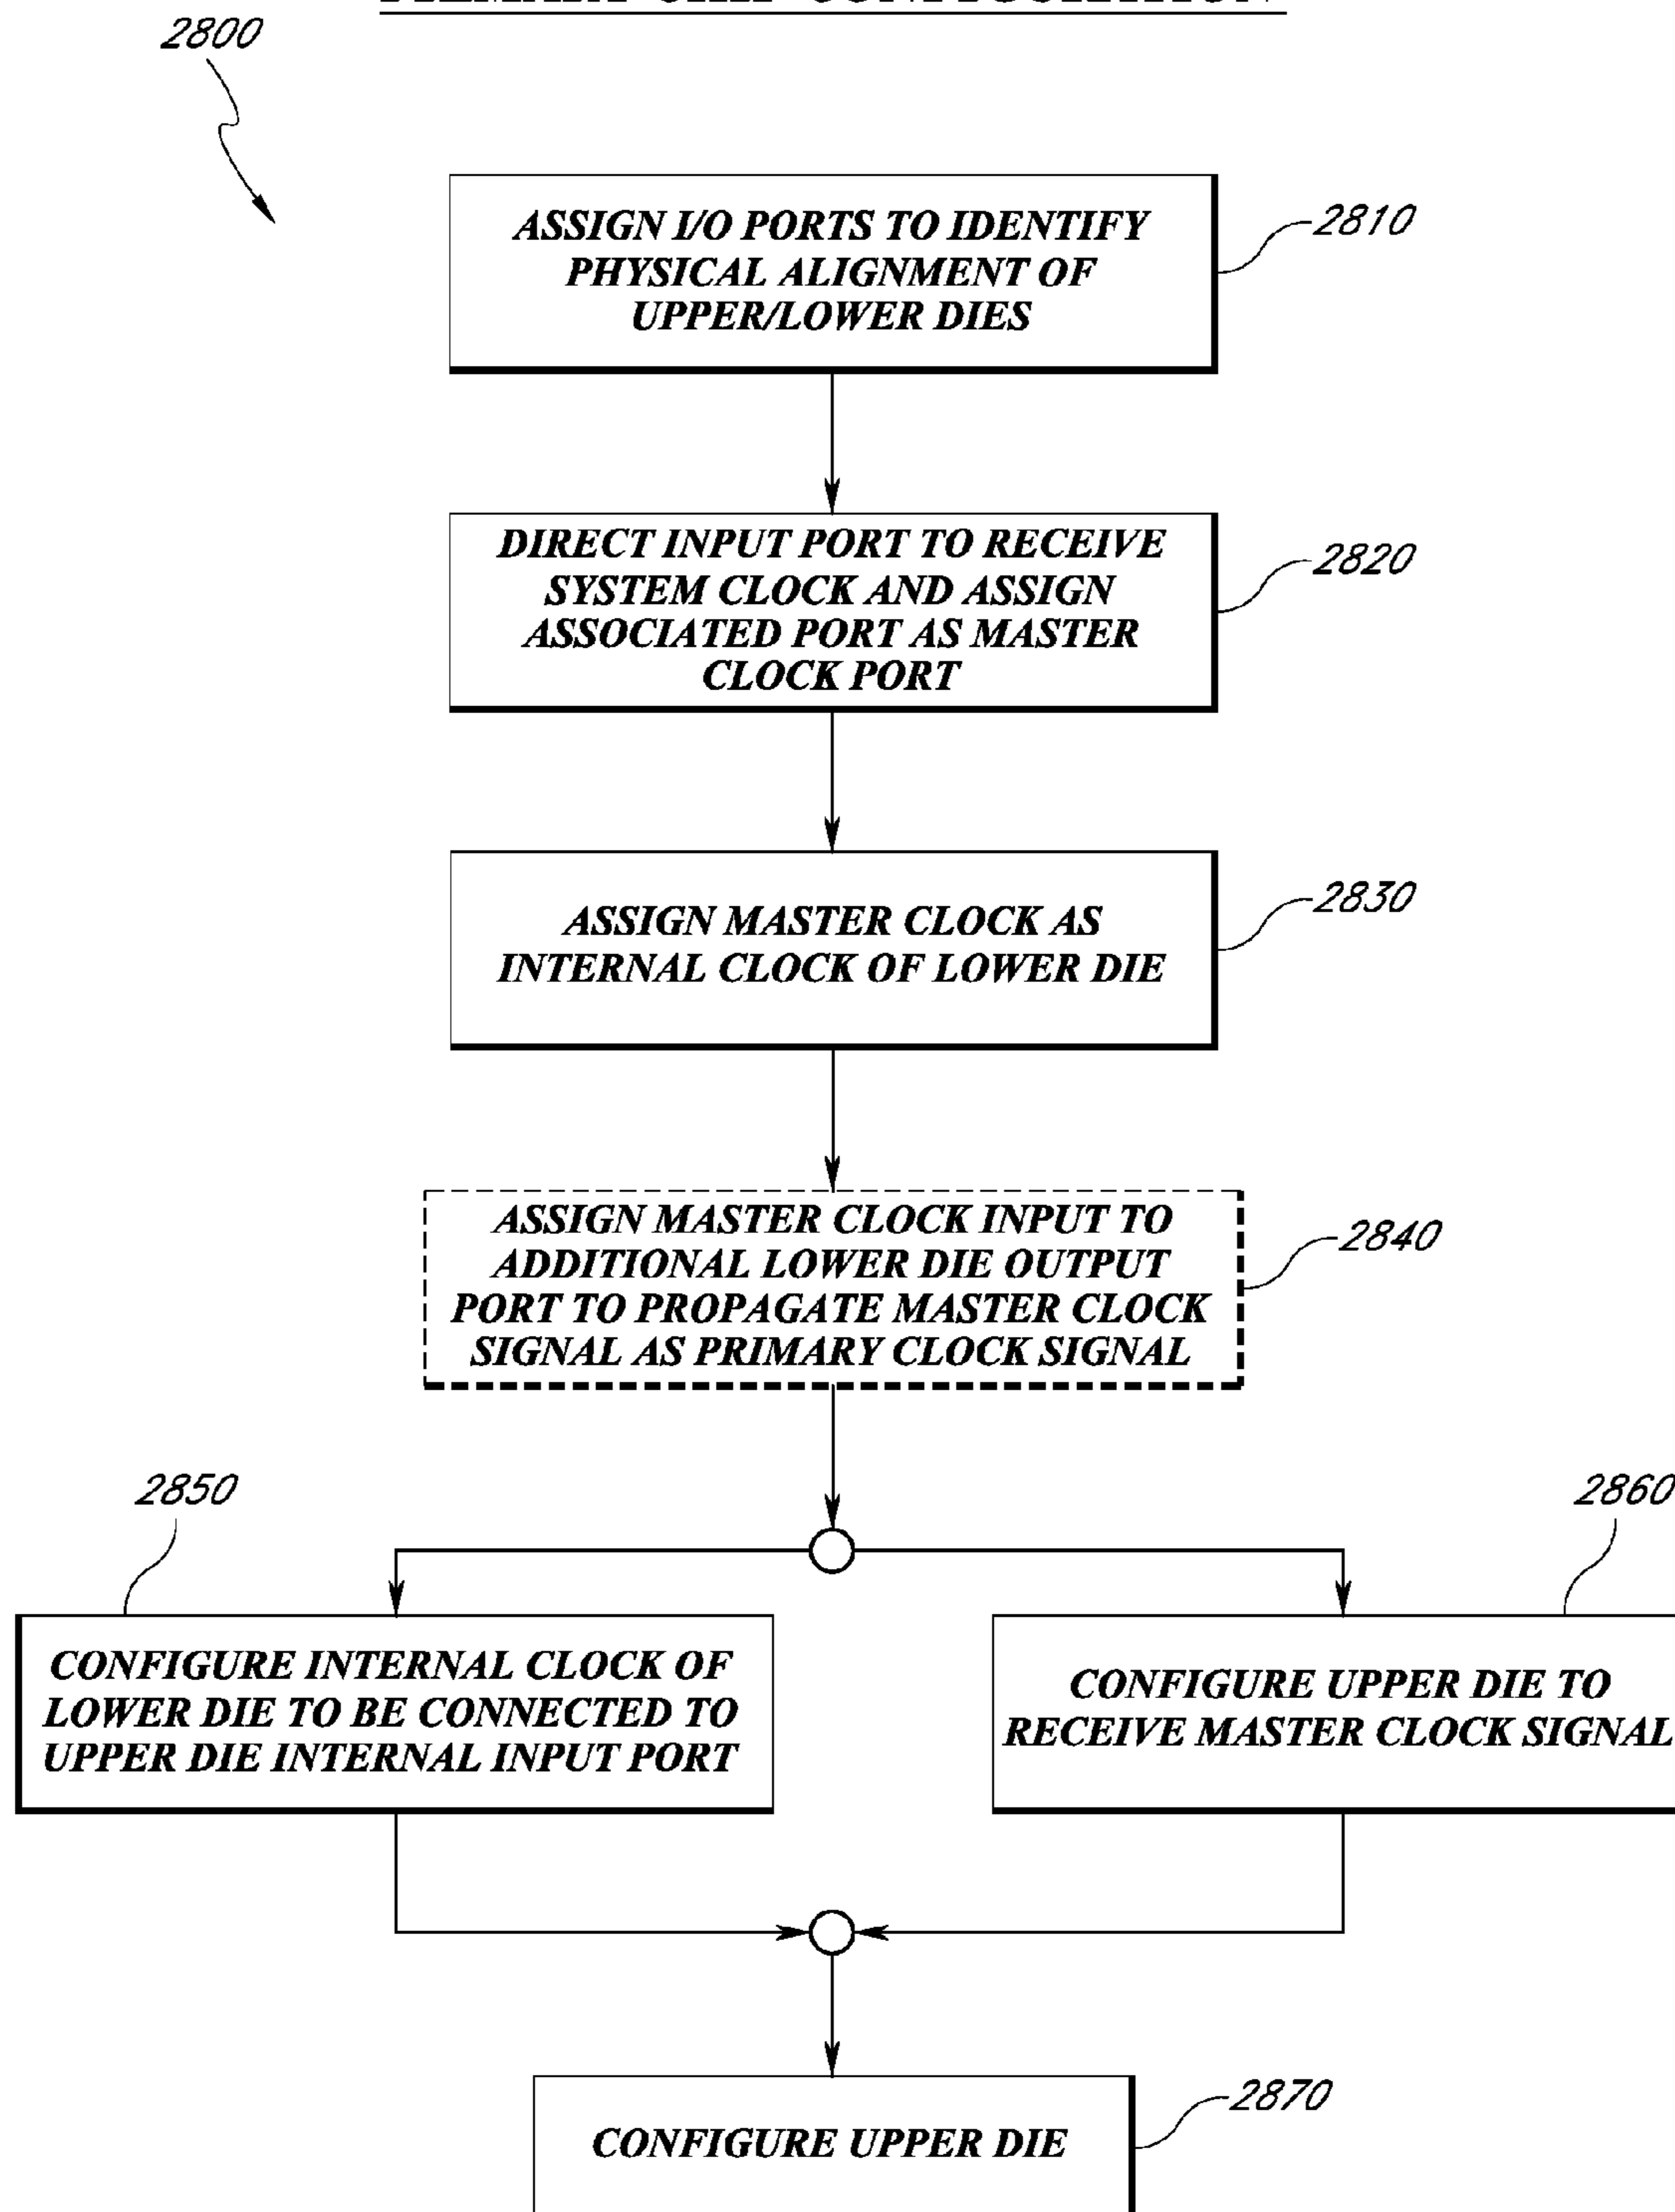 2800
ASSIGN I/O PORTS TO IDENTIFY
PHYSICAL ALIGNMENT OF
UPPER/LOWER DIES
2810
DIRECT INPUT PORT TO RECEIVE
SYSTEM CLOCK AND ASSIGN
ASSOCIATED PORT AS MASTER
CLOCK PORT
2820
ASSIGN MASTER CLOCK AS
INTERNAL CLOCK OF LOWER DIE
2830
ASSIGN MASTER CLOCK INPUT TO
ADDITIONAL LOWER DIE OUTPUT
PORT TO PROPAGATE MASTER CLOCK
SIGNAL AS PRIMARY CLOCK SIGNAL
2840
2850
CONFIGURE INTERNAL CLOCK OF
LOWER DIE TO BE CONNECTED TO
UPPER DIE INTERNAL INPUT PORT
2860
CONFIGURE UPPER DIE TO
RECEIVE MASTER CLOCK SIGNAL
CONFIGURE UPPER DIE
2870